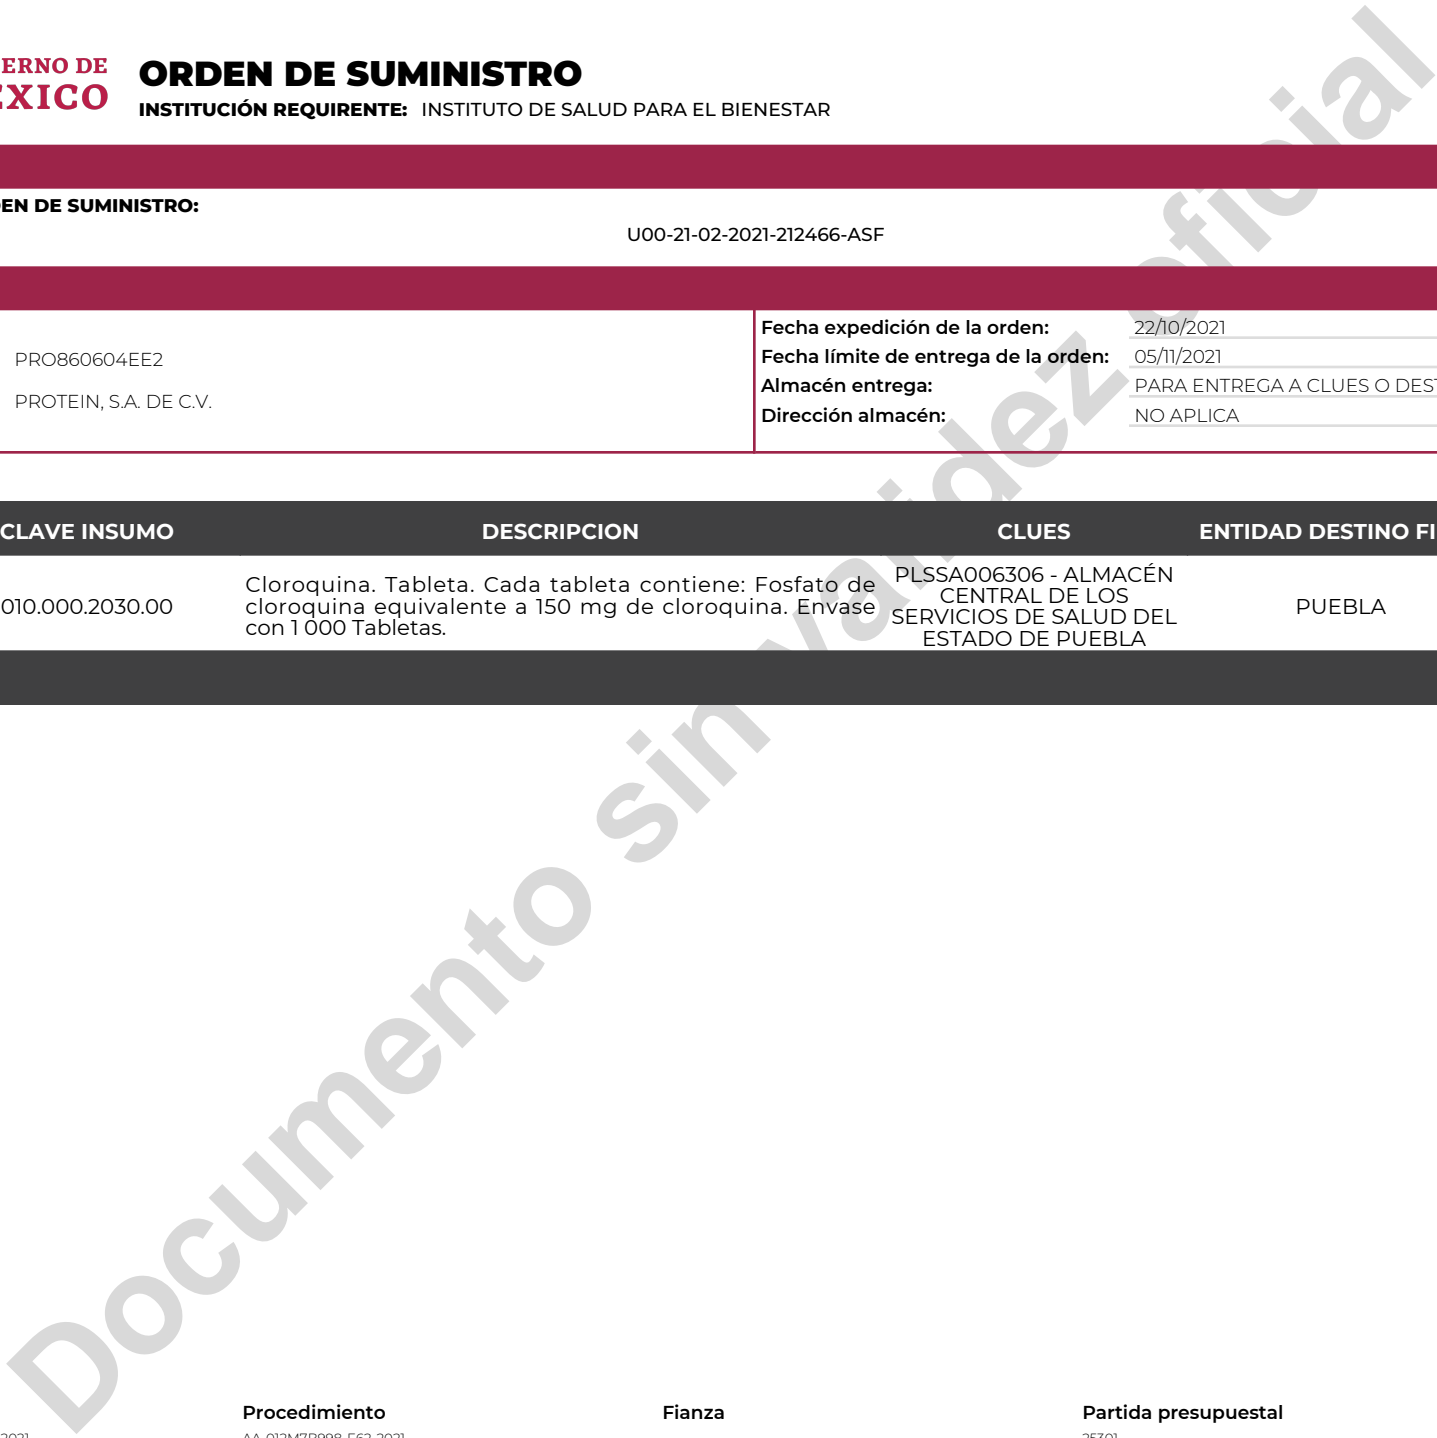 ERNO DE
ÉXICO
ORDEN DE SUMINISTRO
INSTITUCIÓN REQUIRENTE: INSTITUTO DE SALUD PARA EL BIENESTAR
EN DE SUMINISTRO:
U00-21-02-2021-212466-ASF
PRO860604EE2
PROTEIN, S.A. DE C.V.
Fecha expedición de la orden: 22/10/2021
Fecha límite de entrega de la orden: 05/11/2021
Almacén entrega: PARA ENTREGA A CLUES O DEST
Dirección almacén: NO APLICA
CLAVE INSUMO DESCRIPCION CLUES ENTIDAD DESTINO FI
010.000.2030.00
Cloroquina. Tableta. Cada tableta contiene: Fosfato de
cloroquina equivalente a 150 mg de cloroquina. Envase
con 1 000 Tabletas.
PLSSA006306 - ALMACÉN
CENTRAL DE LOS
SERVICIOS DE SALUD DEL
ESTADO DE PUEBLA
PUEBLA
Documento sin validez oficial
Procedimiento Fianza Partida presupuestal